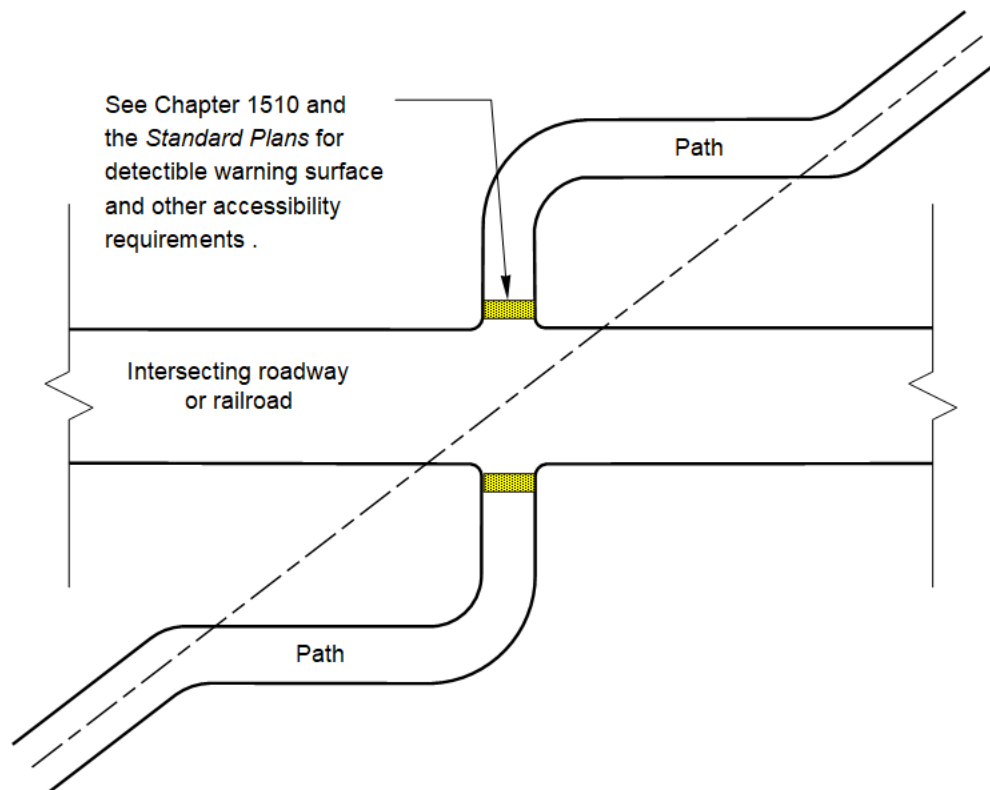 See Chapter 1510 and
the Standard Plans for
detectible warning surface
and other accessibility
requirements .
Path
Intersecting roadway
or railroad
Path